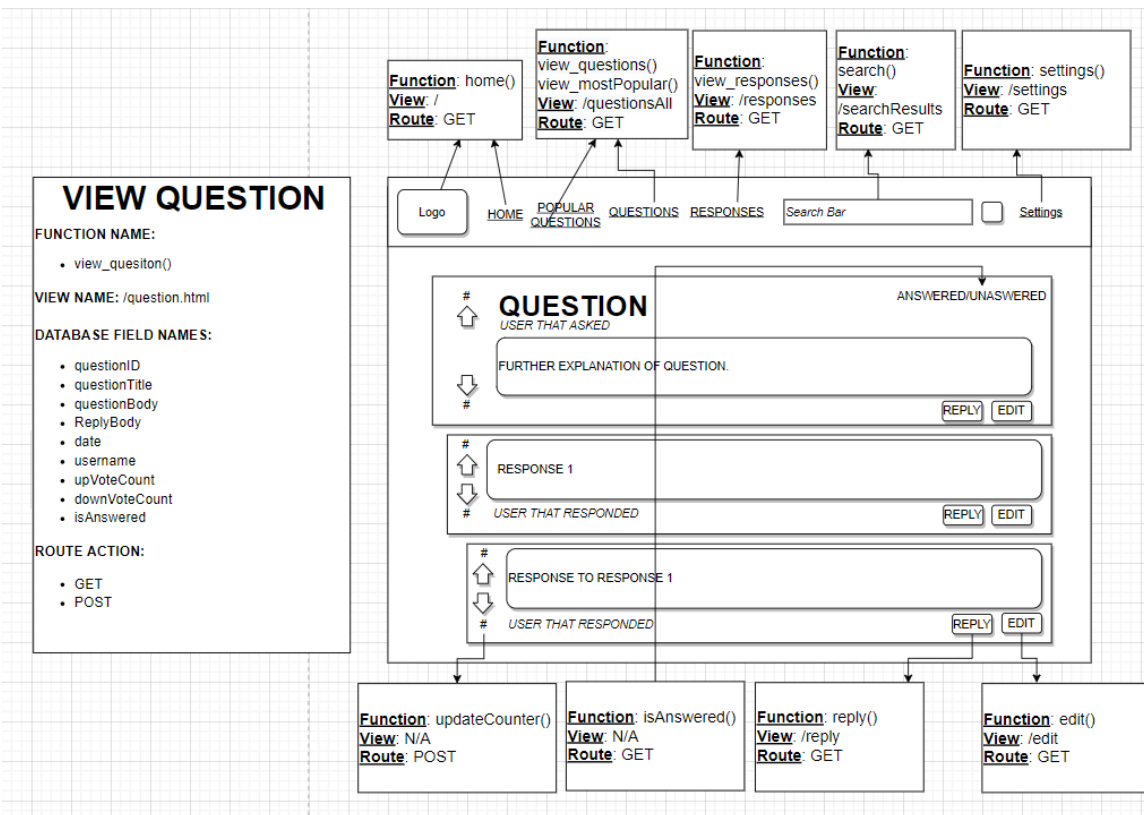 Function: home()
View: /
Route: GET
Function:
view_questions()
view_mostPopular()
View: /questionsAll
Route: GET
Function:
view_responses()
View: /responses
Route: GET
Function:
search()
View:
/searchResults
Route: GET
Function: settings()
View: /settings
Route: GET
VIEW QUESTION
FUNCTION NAME:
view_quesiton()
VIEW NAME: /question.html
DATABASE FIELD NAMES:
questionID
questionTitle
questionBody
ReplyBody
date
username
upVoteCount
downVoteCount
isAnswered
ROUTE ACTION:
GET
POST
Logo
HOME
POPULAR
QUESTIONS
QUESTIONS
RESPONSES
Search Bar
Settings
#
QUESTION
ANSWERED/UNASWERED
USER THAT ASKED
FURTHER EXPLANATION OF QUESTION.
#
REPLY
EDIT
#
RESPONSE 1
#
USER THAT RESPONDED
REPLY
EDIT
#
RESPONSE TO RESPONSE 1
#
USER THAT RESPONDED
REPLY
EDIT
Function: updateCounter()
View: N/A
Route: POST
Function: isAnswered()
View: N/A
Route: GET
Function: reply()
View: /reply
Route: GET
Function: edit()
View: /edit
Route: GET